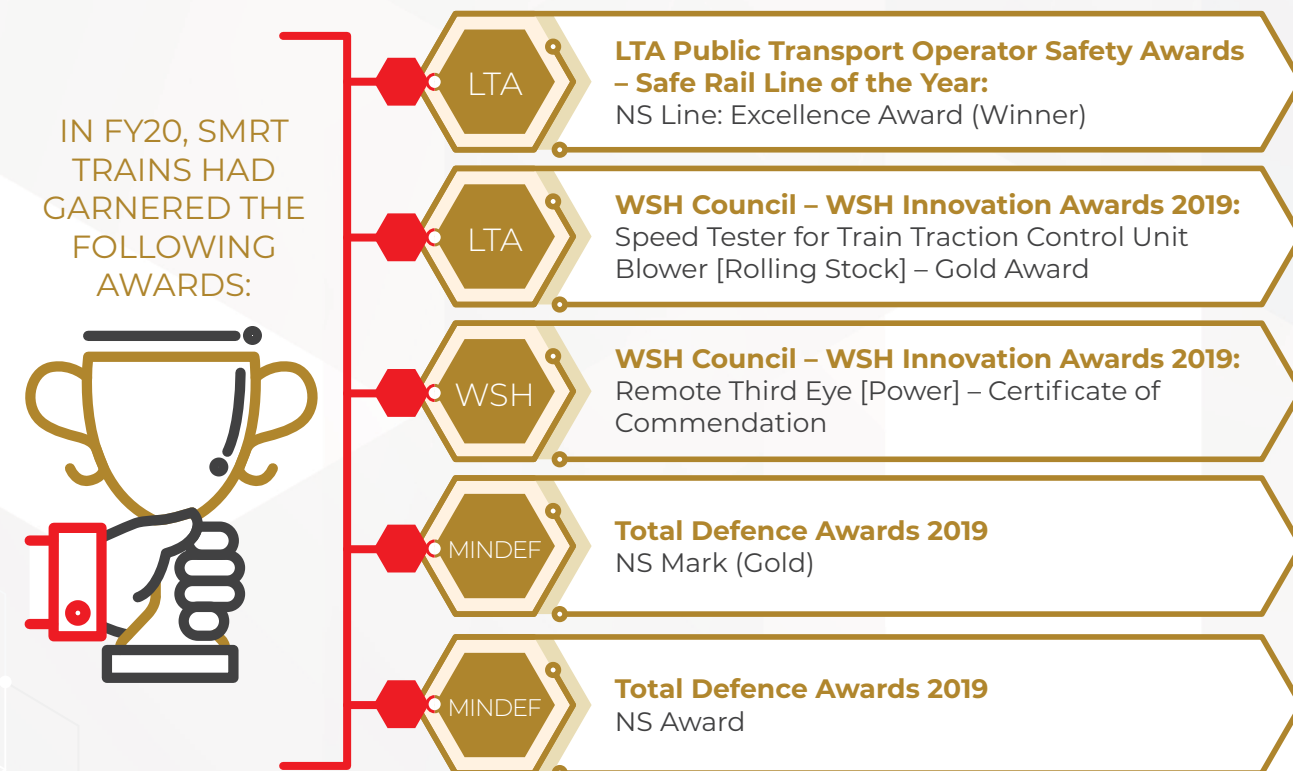 IN FY20, SMRT
TRAINS HAD
GARNERED THE
FOLLOWING
AWARDS:
LTA
LTA Public Transport Operator Safety Awards
– Safe Rail Line of the Year:
NS Line: Excellence Award (Winner)
LTA
WSH Council – WSH Innovation Awards 2019:
Speed Tester for Train Traction Control Unit
Blower [Rolling Stock] – Gold Award
WSH
WSH Council – WSH Innovation Awards 2019:
Remote Third Eye [Power] – Certificate of
Commendation
MINDEF
Total Defence Awards 2019
NS Mark (Gold)
MINDEF
Total Defence Awards 2019
NS Award